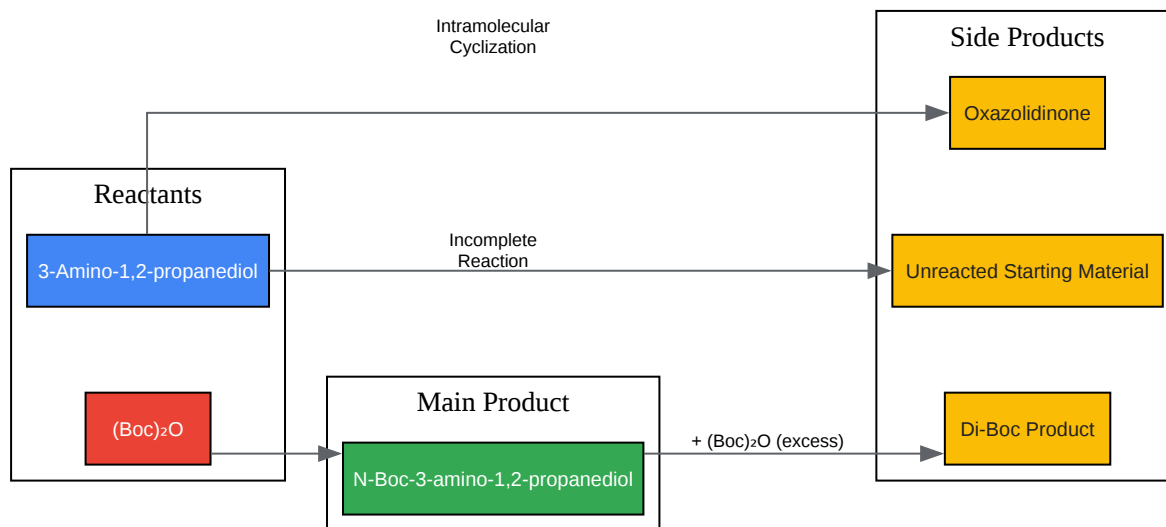 Intramolecular
Cyclization
Side Products
Oxazolidinone
Reactants
3-Amino-1,2-propanediol
Incomplete
Reaction
Unreacted Starting Material
(Boc)₂O
Main Product
N-Boc-3-amino-1,2-propanediol
+ (Boc)₂O (excess)
Di-Boc Product